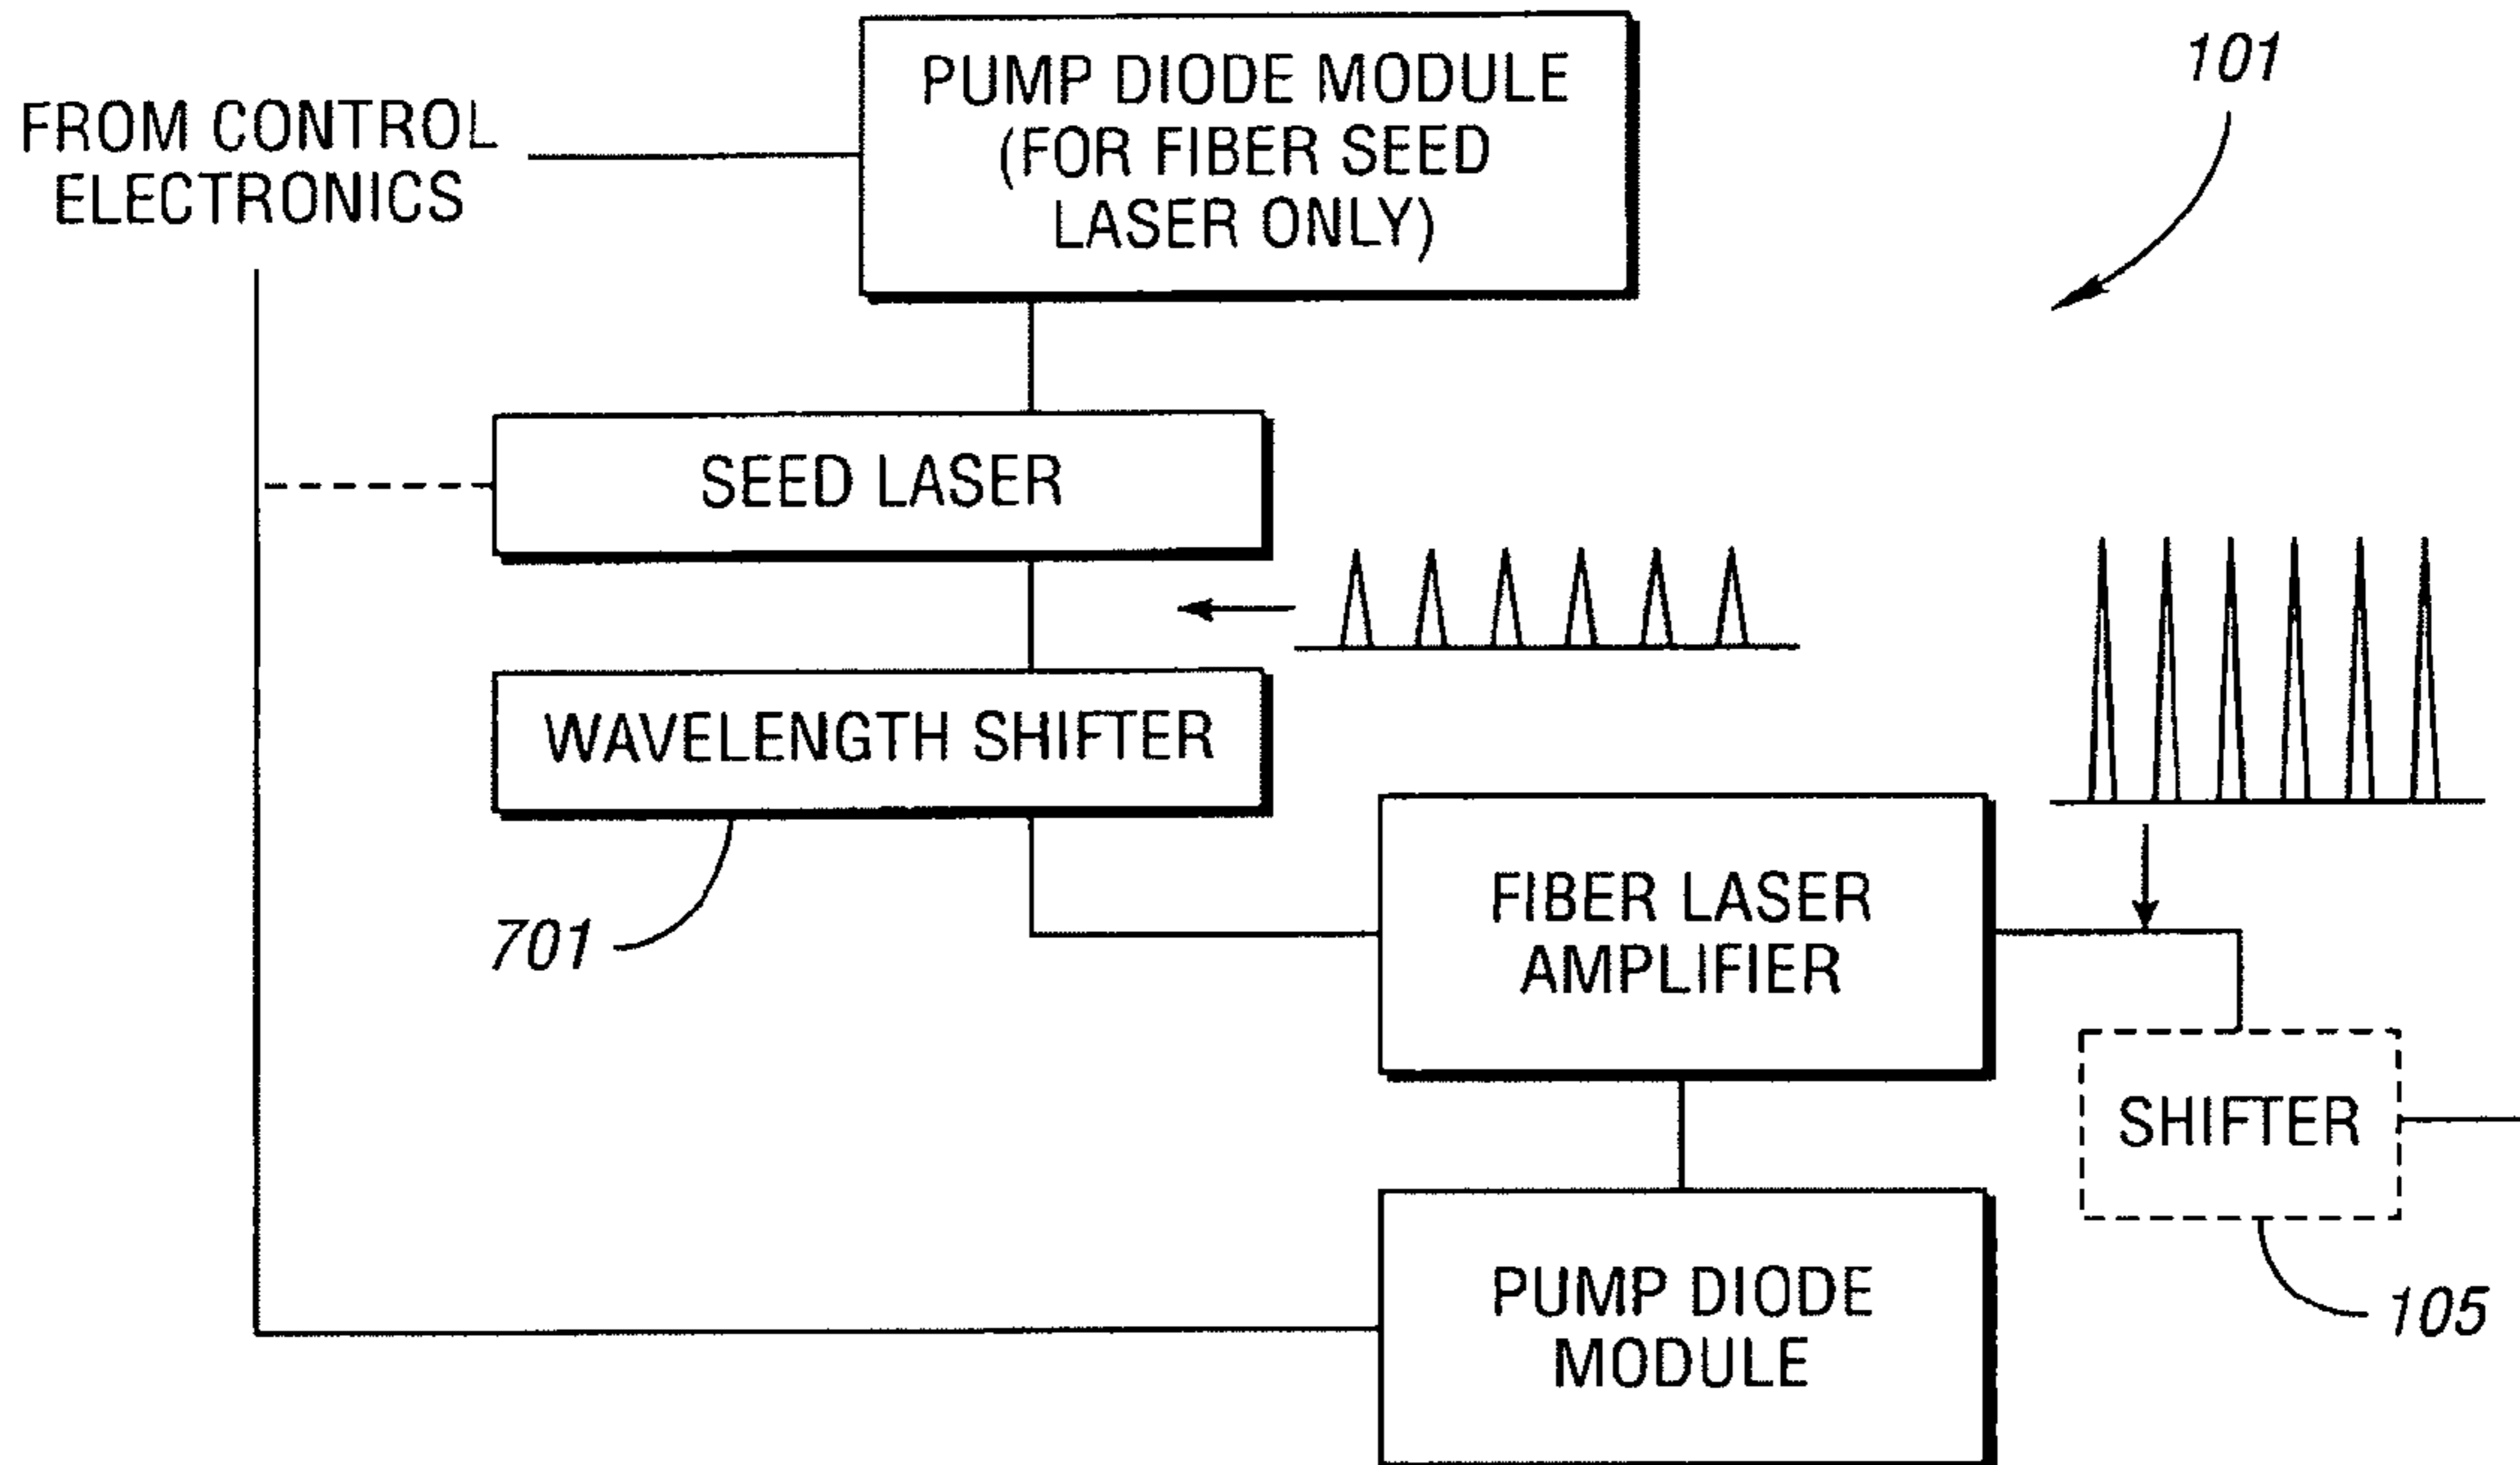 101
PUMP DIODE MODULE
(FOR FIBER SEED
LASER ONLY)
FROM CONTROL
ELECTRONICS
SEED LASER
WAVELENGTH SHIFTER
701
FIBER LASER
AMPLIFIER
SHIFTER
105
PUMP DIODE
MODULE